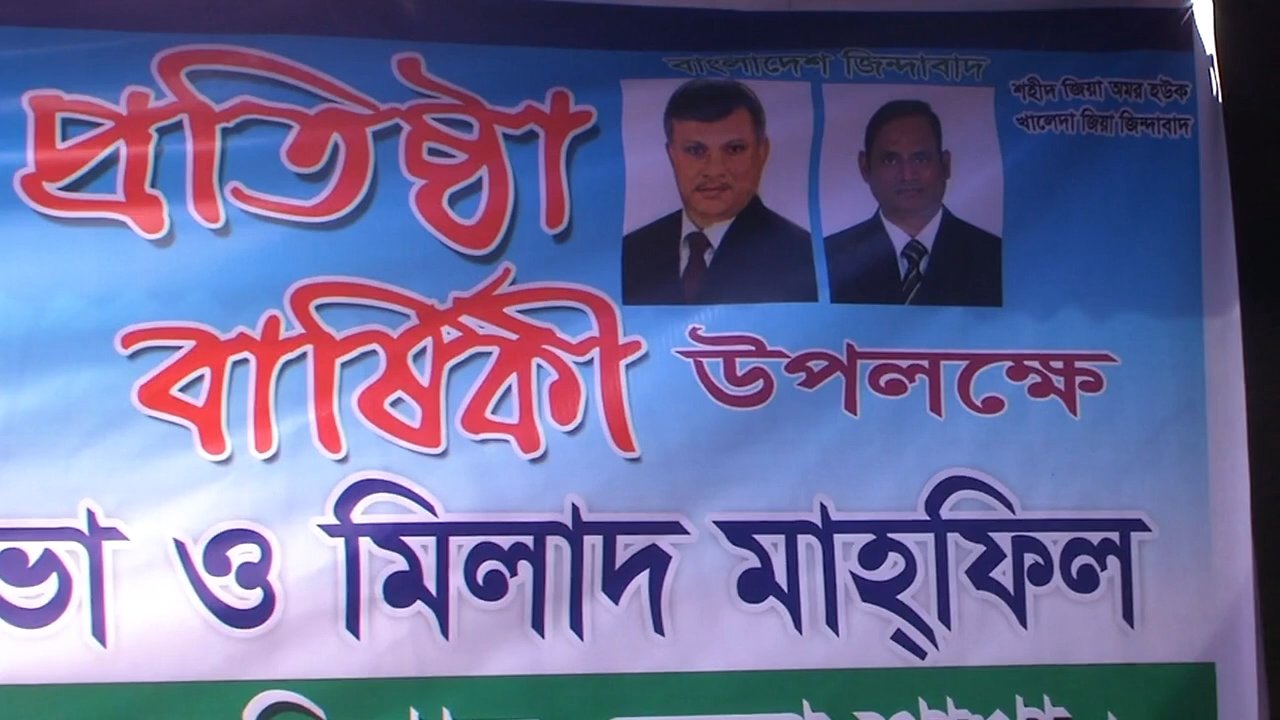 বাংলাদেশ জিন্দাবাদ
শহীদ জিয়া অমর হউক
খালেদা জিয়া জিন্দাবাদ
প্রতিষ্ঠা
বার্ষিকী উপলক্ষে
ভা ও মিলাদ মাহ্ফিল